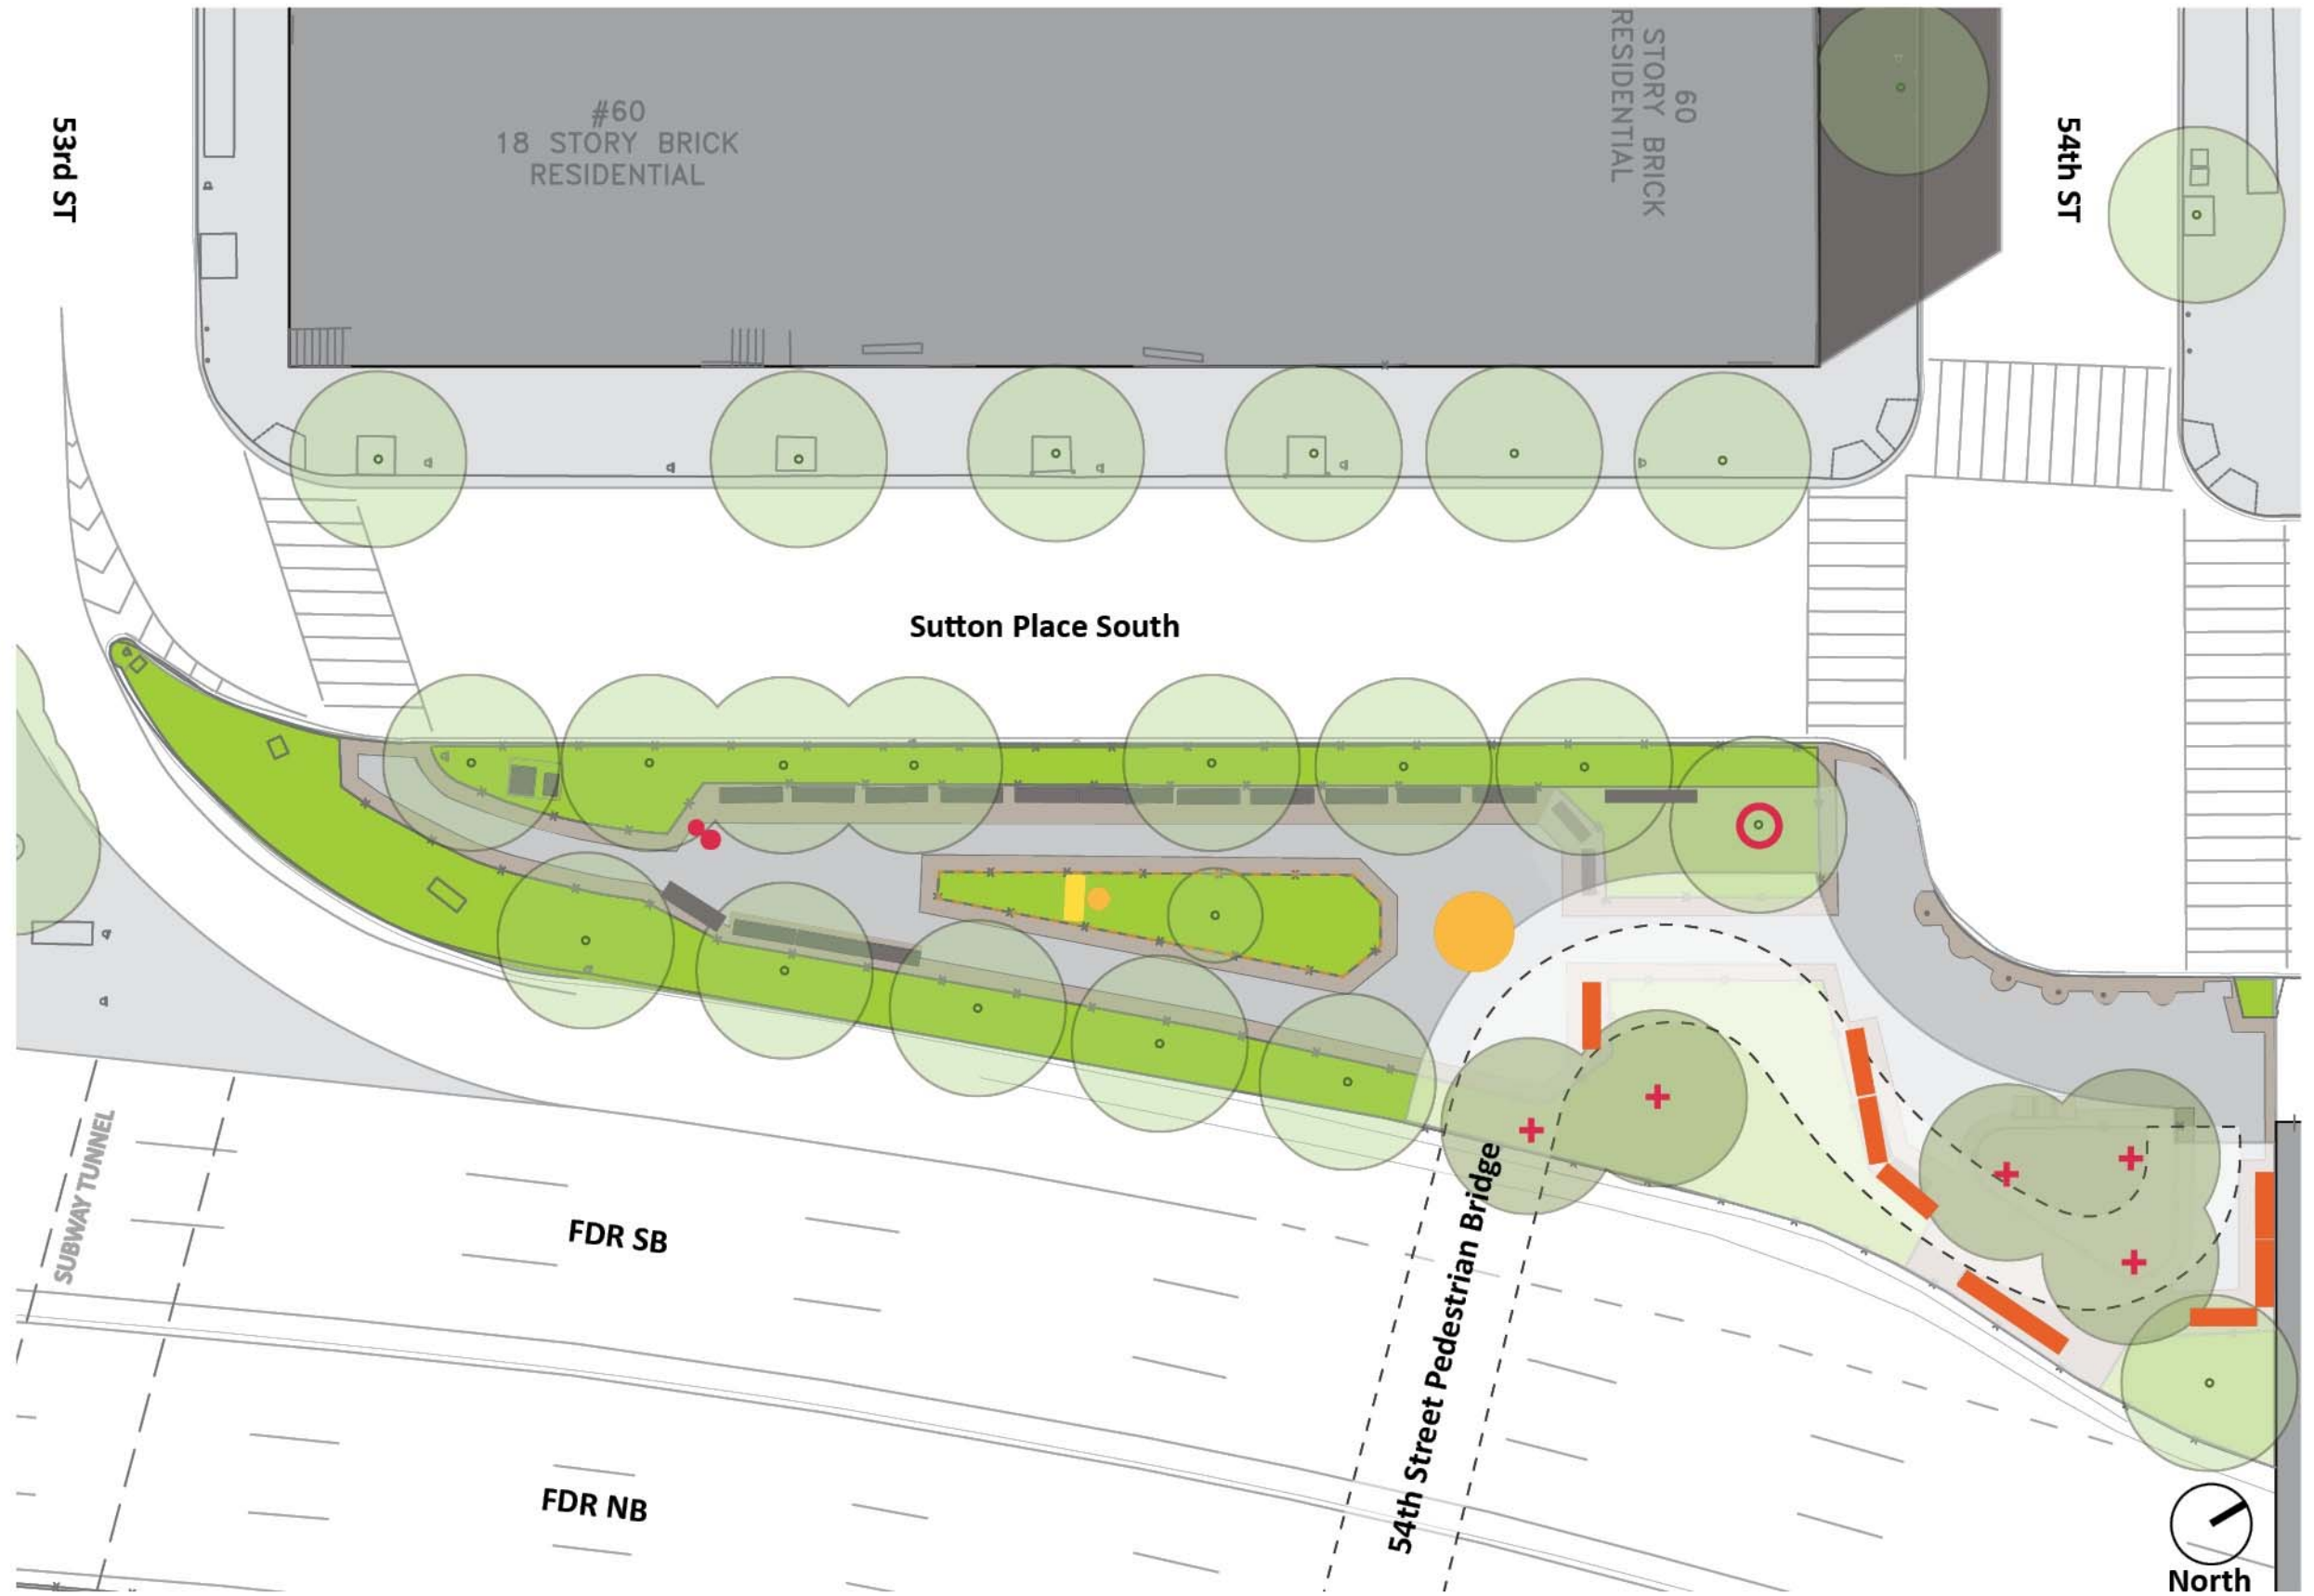 #60
18 STORY BRICK
RESIDENTIAL
60
STORY BRICK
RESIDENTIAL
53rd ST
54th ST
Sutton Place South
SUBWAY TUNNEL
FDR SB
FDR NB
54th Street Pedestrian Bridge
North